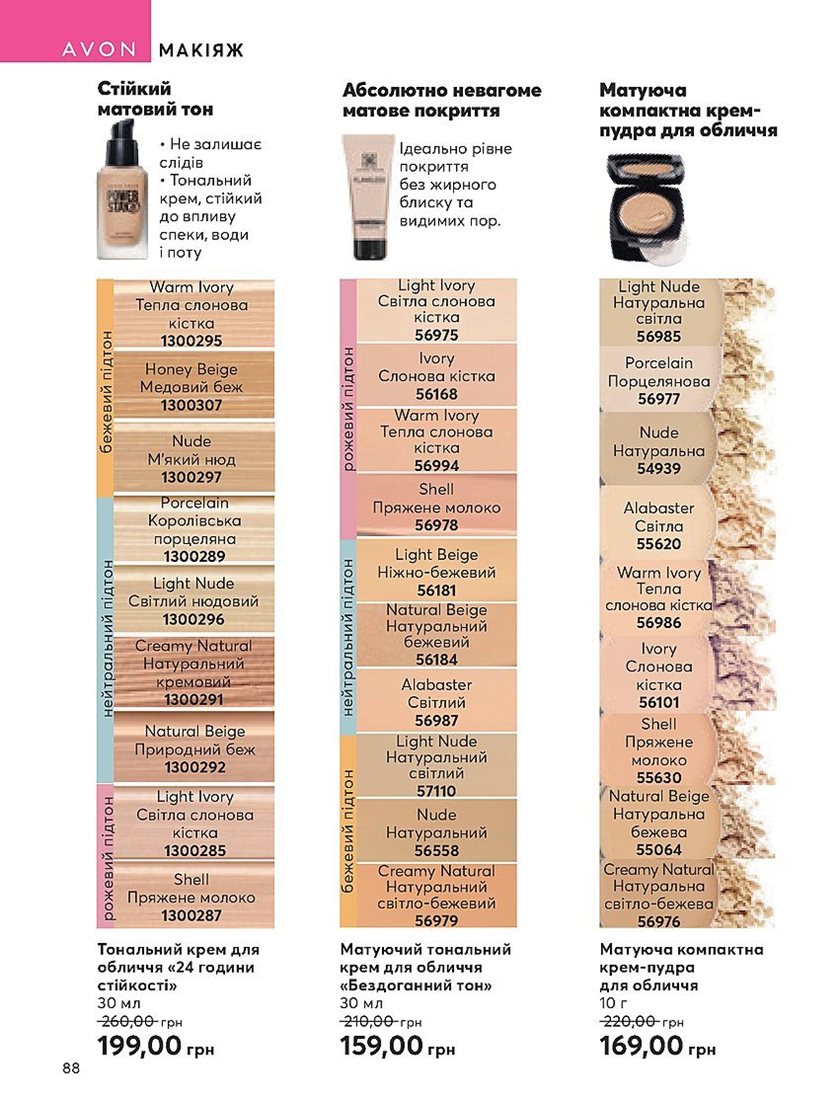 AVON МАКІЯЖ
Стійкий
матовий тон
• Не залишає
слідів
• Тональний
крем, стійкий
до впливу
спеки, води
і поту
POWER
STAY
бежевий підтон
Warm Ivory
Тепла слонова
кістка
1300295
Honey Beige
Медовий беж
1300307
Nude
М'який нюд
1300297
нейтральний підтон
Porcelain
Королівська
порцеляна
1300289
Light Nude
Світлий нюдовий
1300296
Creamy Natural
Натуральний
кремовий
1300291
Natural Beige
Природний беж
1300292
рожевий підтон
Light Ivory
Світла слонова
кістка
1300285
Shell
Пряжене молоко
1300287
Тональний крем для
обличчя «24 години
стійкості»
30 мл
260,00 грн
199,00 грн
Абсолютно невагоме
матове покриття
Ідеально рівне
покриття
без жирного
блиску та
видимих пор.
FLAWLESS
рожевий підтон
Light Ivory
Світла слонова
кістка
56975
Ivory
Слонова кістка
56168
Warm Ivory
Тепла слонова
кістка
56994
Shell
Пряжене молоко
56978
нейтральний підтон
Light Beige
Ніжно-бежевий
56181
Natural Beige
Натуральний
бежевий
56184
Alabaster
Світлий
56987
бежевий підтон
Light Nude
Натуральний
світлий
57110
Nude
Натуральний
56558
Creamy Natural
Натуральний
світло-бежевий
56979
Матуючий тональний
крем для обличчя
«Бездоганний тон»
30 мл
210,00 грн
159,00 грн
Матуюча
компактна крем-
пудра для обличчя
Light Nude
Натуральна
світла
56985
Porcelain
Порцелянова
56977
Nude
Натуральна
54939
Alabaster
Світла
55620
Warm Ivory
Тепла
слонова кістка
56986
Ivory
Слонова
кістка
56101
Shell
Пряжене
молоко
55630
Natural Beige
Натуральна
бежева
55064
Creamy Natural
Натуральна
світло-бежева
56976
Матуюча компактна
крем-пудра
для обличчя
10 г
220,00 грн
169,00 грн
88